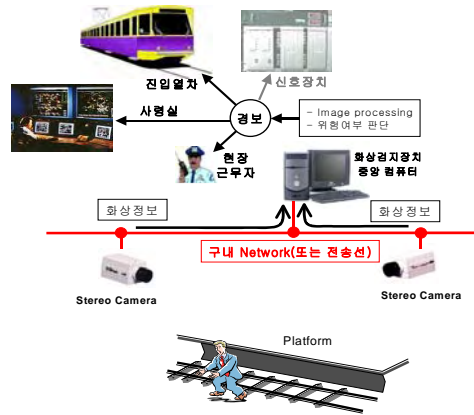 진입열차
신호장치
사령실
경보
– Image processing
– 위험여부 판단
현장
근무자
화상검지장치
중앙 컴퓨터
화상정보
화상정보
구내 Network(또는 전송선)
Stereo Camera
Stereo Camera
Platform